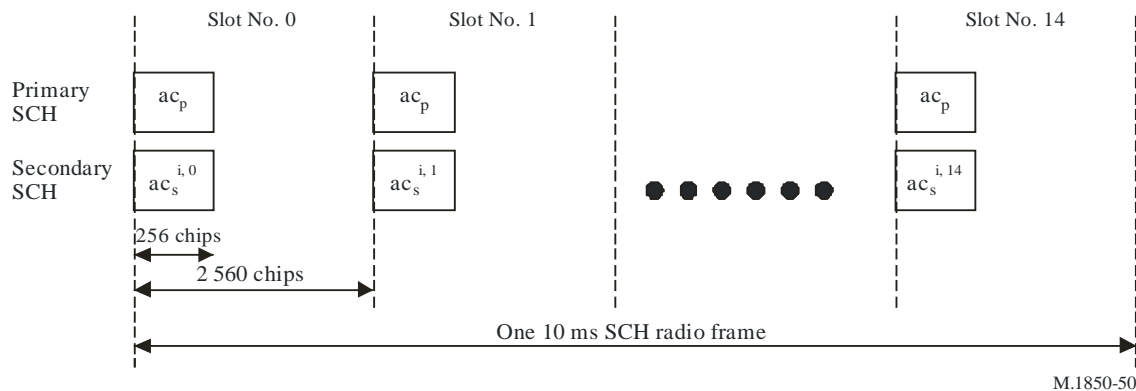 Slot No. 0 Slot No. 1 Slot No. 14
Primary
SCH
ac_p ac_p ac_p
Secondary
SCH
ac_s^i, 0 ac_s^i, 1 ac_s^i, 14
256 chips
2 560 chips
One 10 ms SCH radio frame
M.1850-50